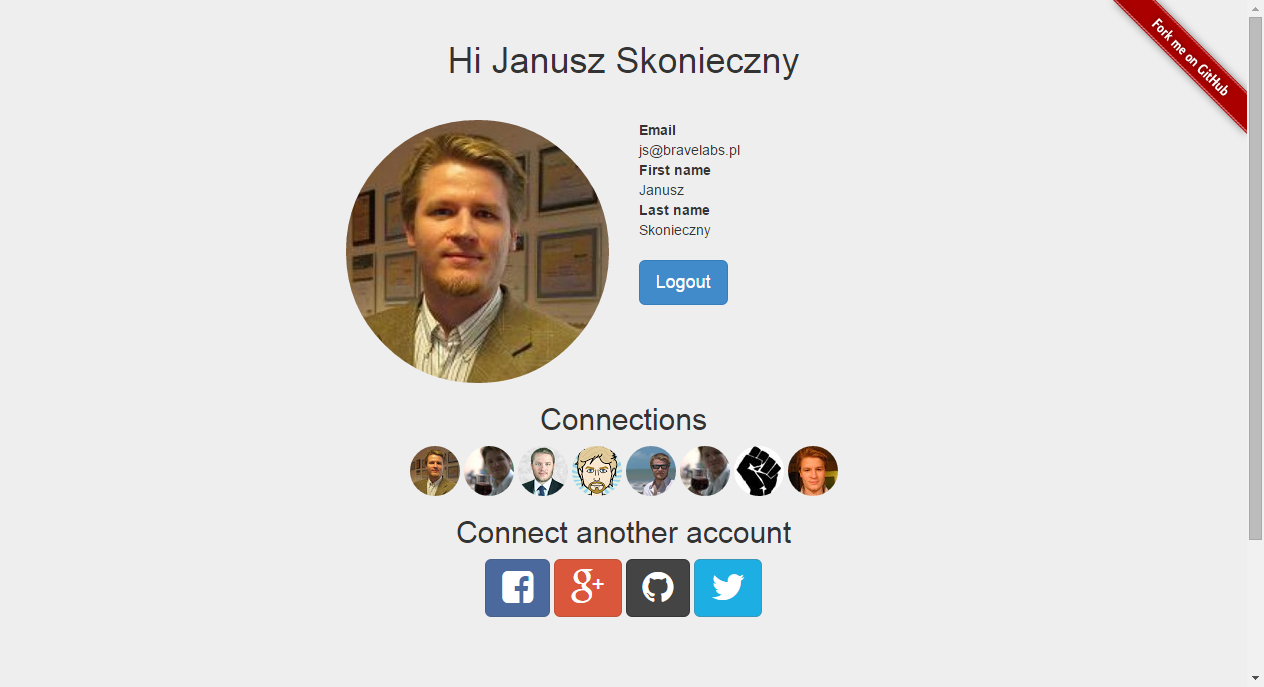 Fork me on GitHub
Hi Janusz Skonieczny
Email
js@bravelabs.pl
First name
Janusz
Last name
Skonieczny
Logout
Connections
Connect another account